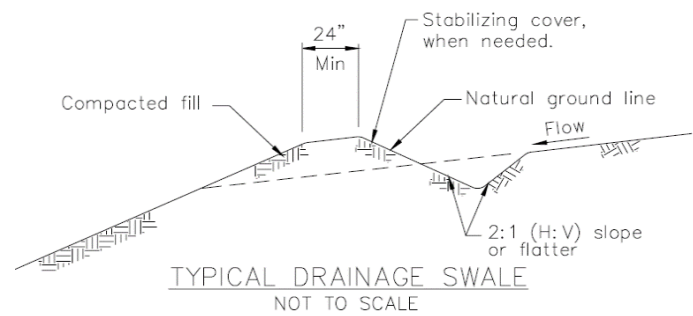 Stabilizing cover,
when needed.
24"
Min
Compacted fill
Natural ground line
Flow
2:1 (H:V) slope
or flatter
TYPICAL DRAINAGE SWALE
NOT TO SCALE